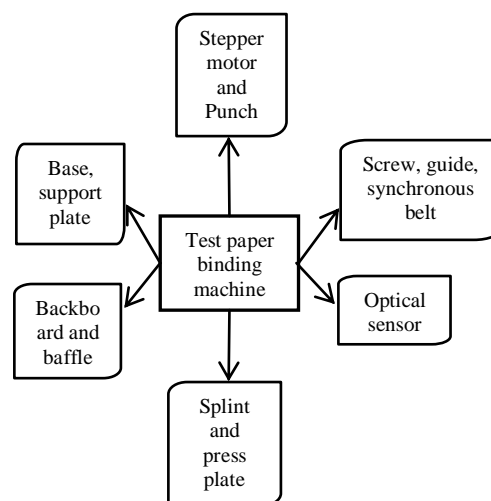 Stepper
motor
and
Punch
Base,
support
plate
Screw, guide,
synchronous
belt
Test paper
binding
machine
Backbo
ard and
baffle
Optical
sensor
Splint
and
press
plate